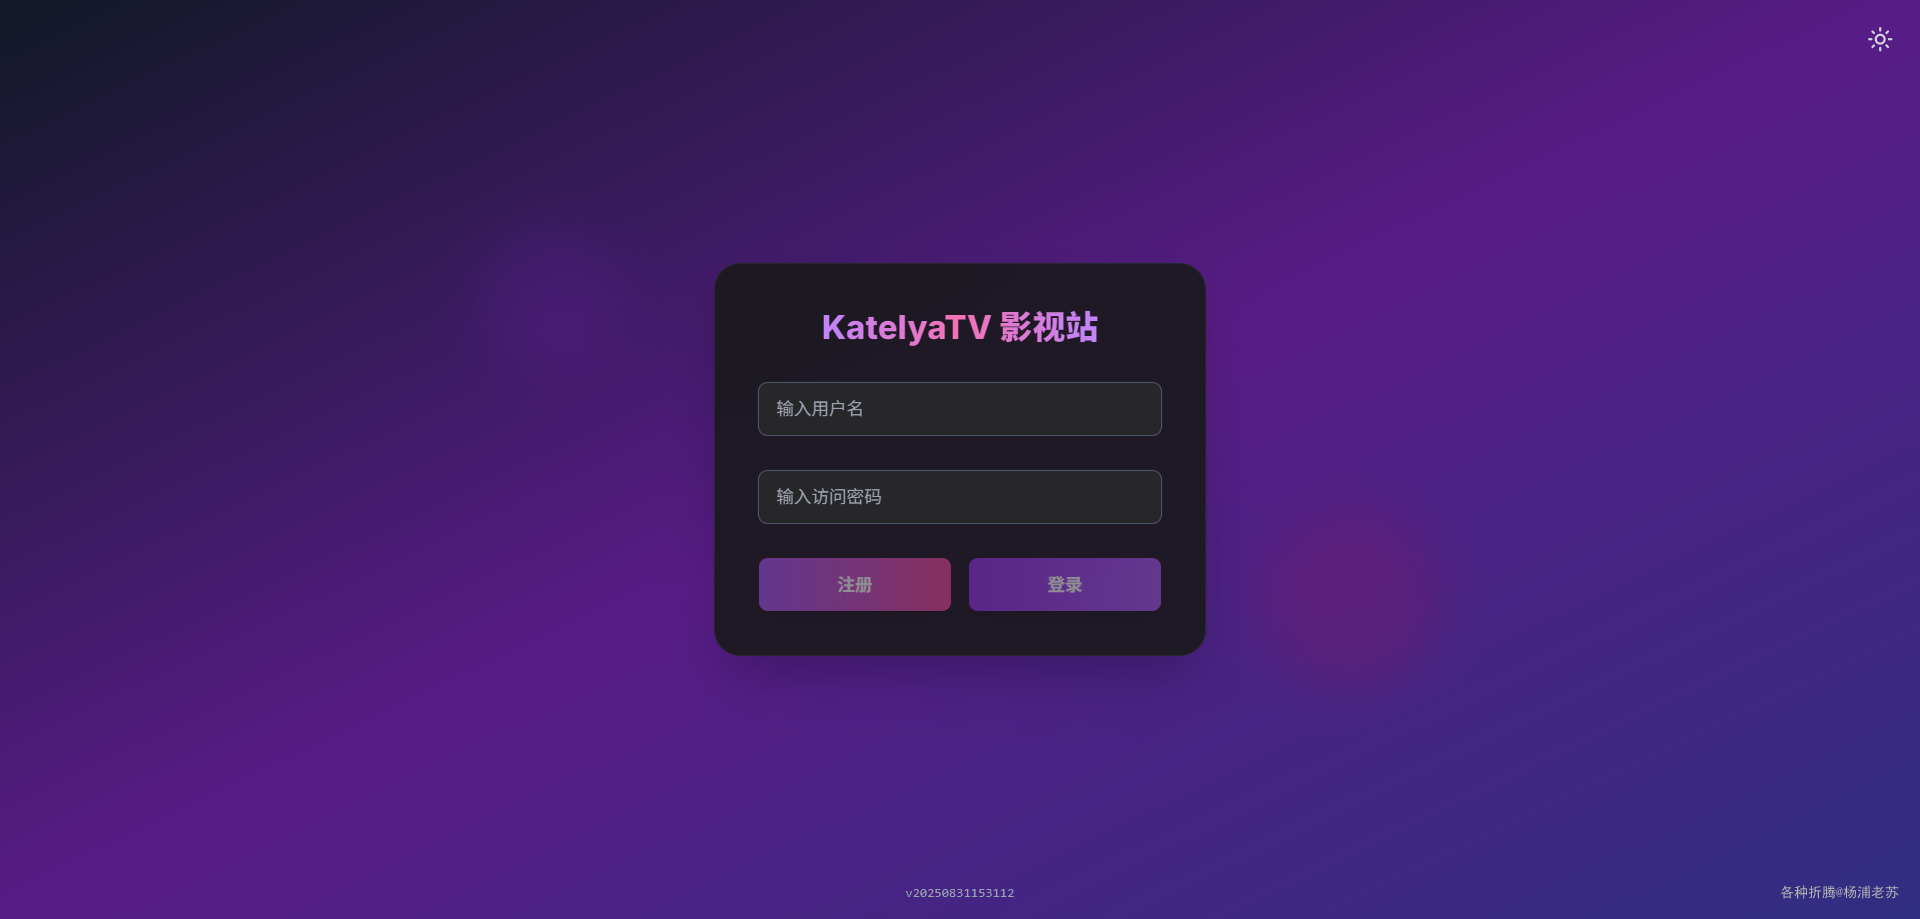 KatelyaTV 影视站
输入用户名
输入访问密码
注册 登录
v20250831153112
各种折腾@杨浦老苏